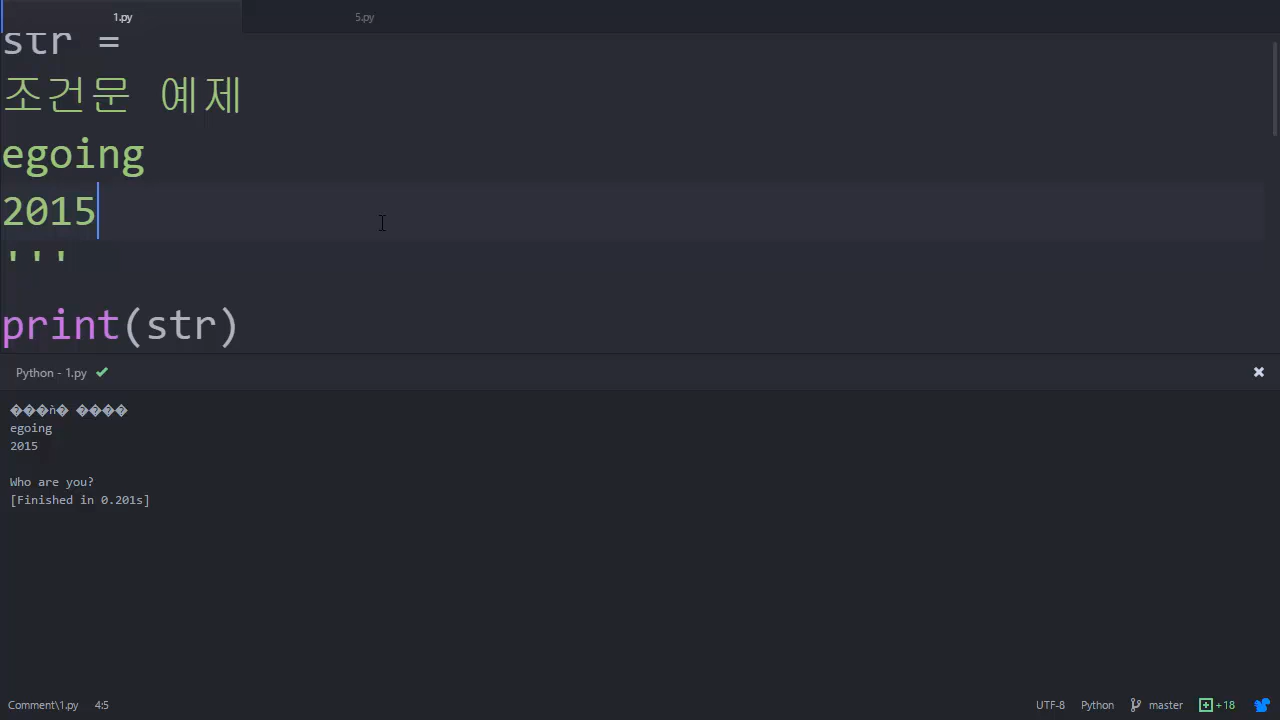 1.py
5.py
str =
조건문 예제
egoing
2015
'''
print(str)
Python - 1.py
egoing
2015
Who are you?
[Finished in 0.201s]
Comment\1.py 4:5 UTF-8 Python master +18